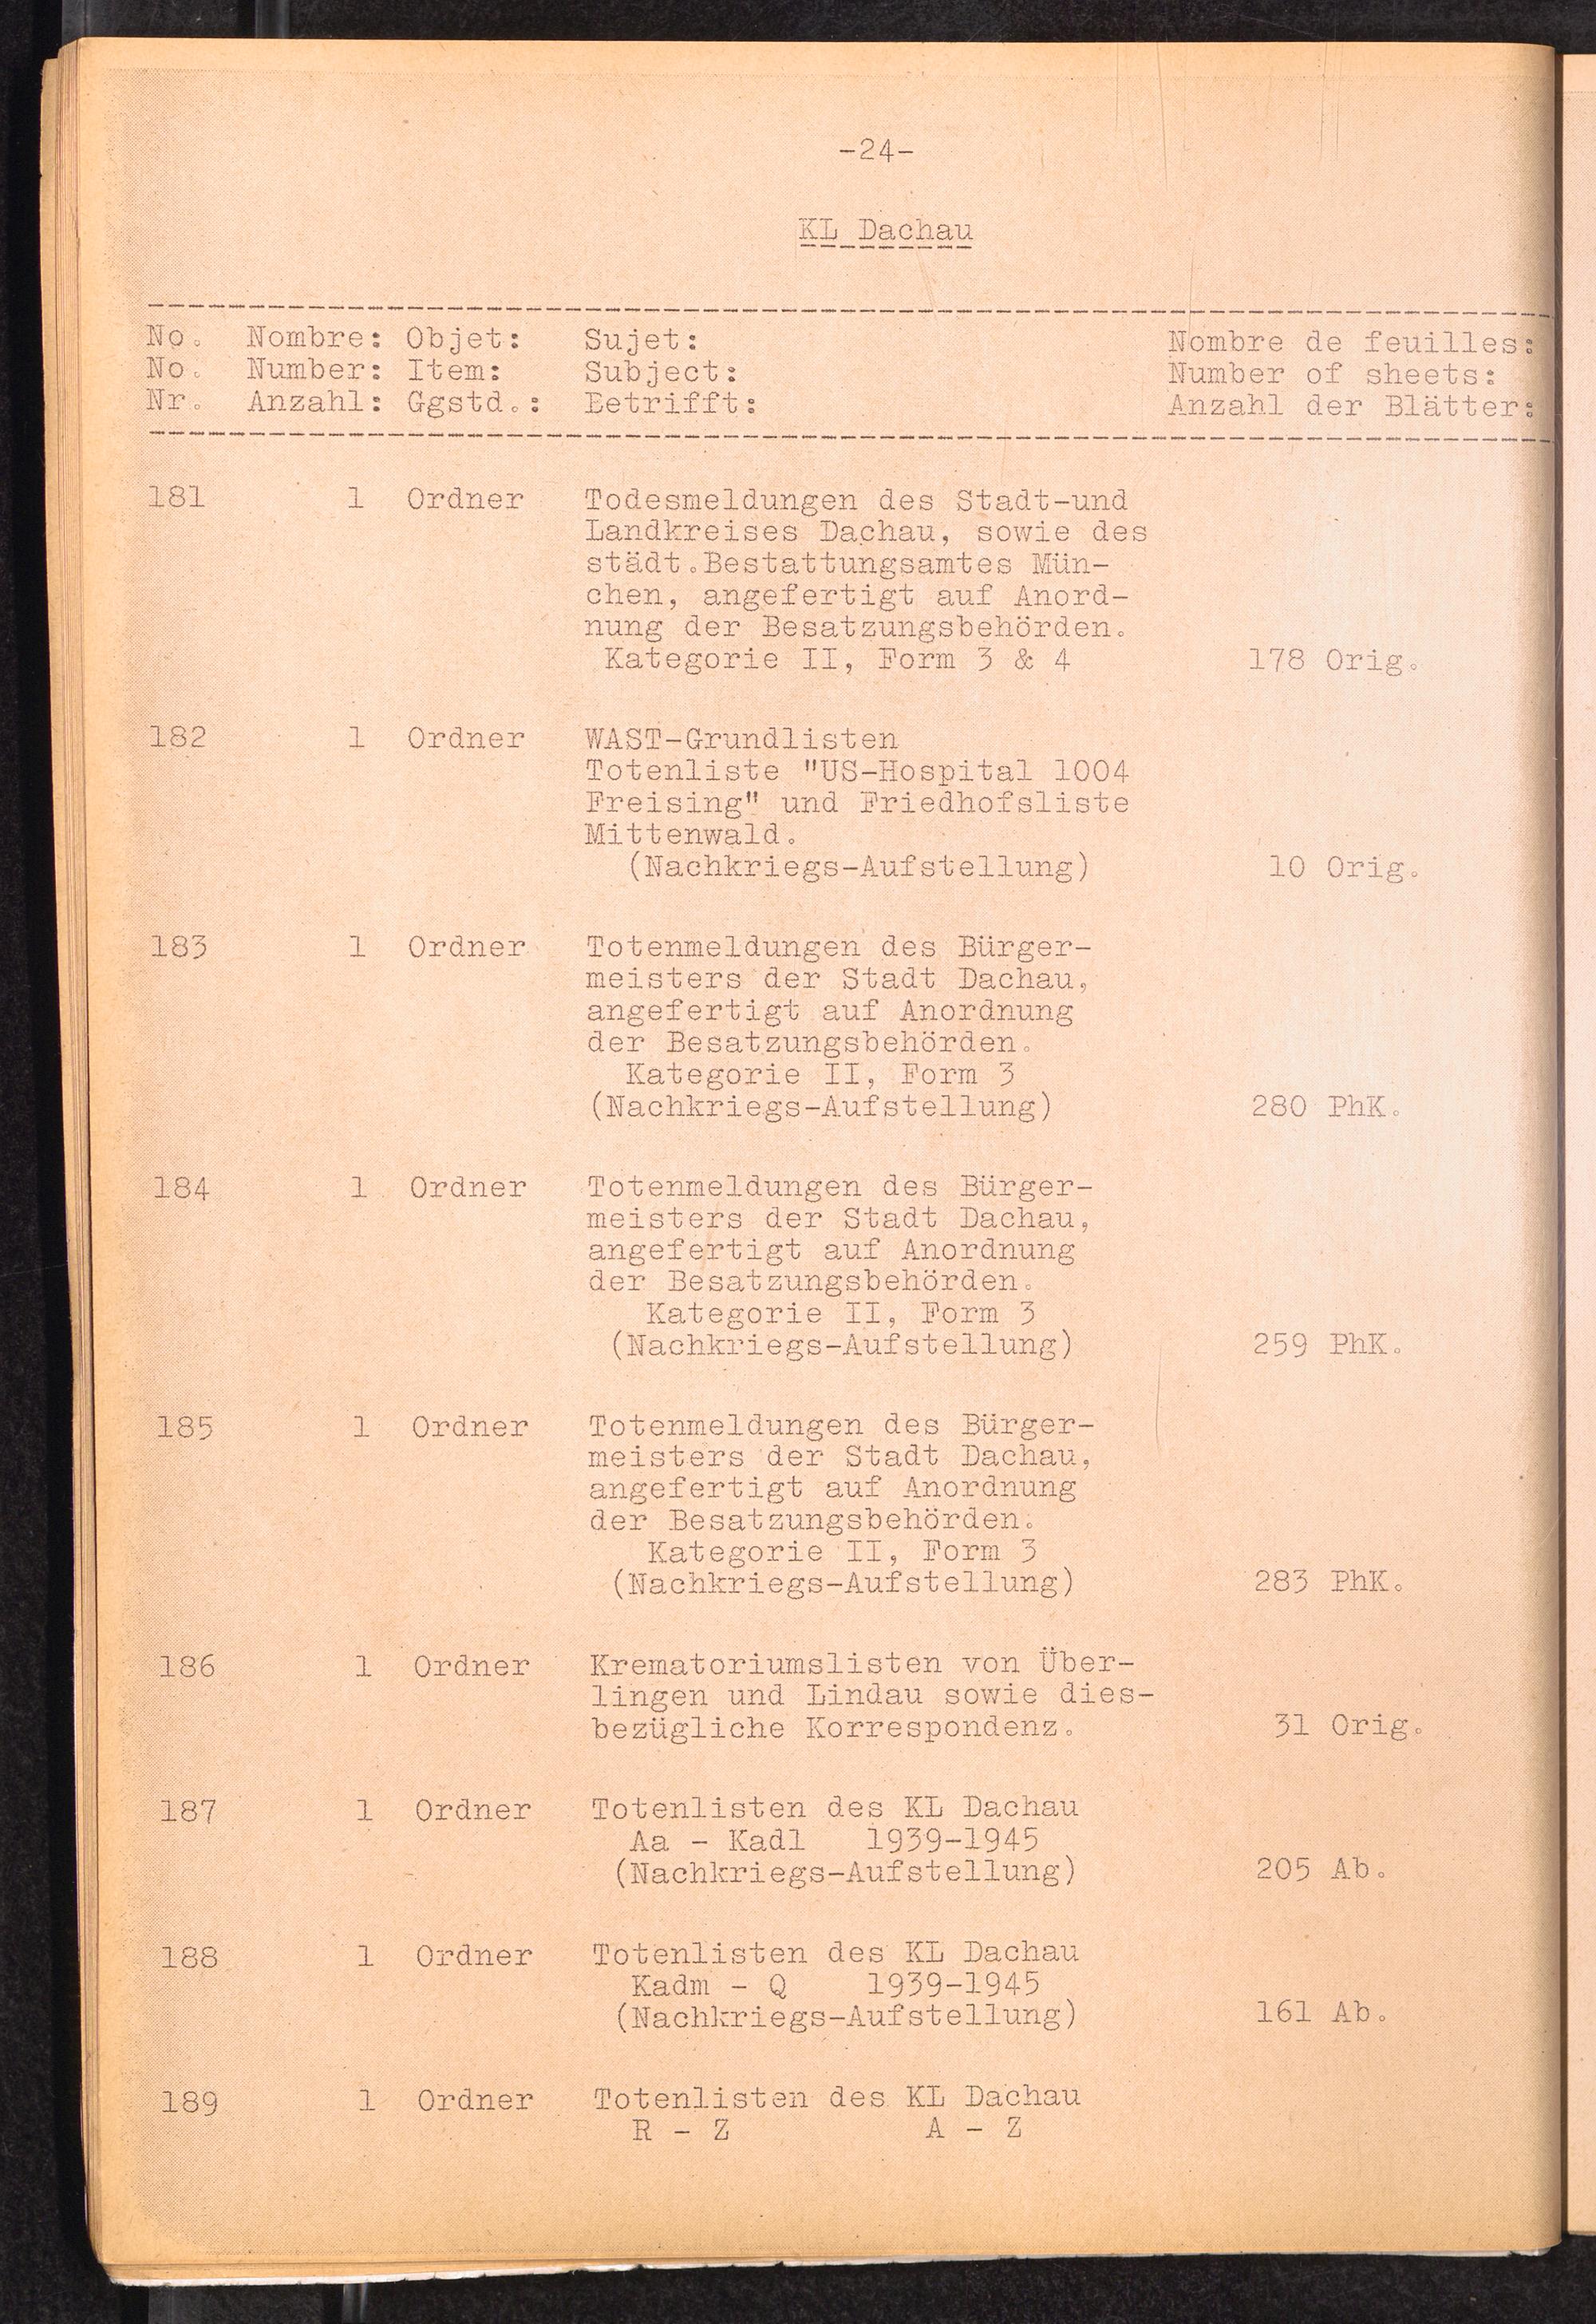 -24-
KL Dachau
No. Nombre: Objet: Sujet: Nombre de feuilles:
No. Number: Item: Subject: Number of sheets:
Nr. Anzahl: Ggstd.: Betrifft: Anzahl der Blätter:
181 1 Ordner Todesmeldungen des Stadt-und
Landkreises Dachau, sowie des
städt.Bestattungsamtes Mün-
chen, angefertigt auf Anord-
nung der Besatzungsbehörden.
Kategorie II, Form 3 & 4 178 Orig.
182 1 Ordner WAST-Grundlisten
Totenliste "US-Hospital 1004
Freising" und Friedhofsliste
Mittenwald.
(Nachkriegs-Aufstellung) 10 Orig.
183 1 Ordner Totenmeldungen des Bürger-
meisters der Stadt Dachau,
angefertigt auf Anordnung
der Besatzungsbehörden.
Kategorie II, Form 3
(Nachkriegs-Aufstellung) 280 PhK.
184 1 Ordner Totenmeldungen des Bürger-
meisters der Stadt Dachau,
angefertigt auf Anordnung
der Besatzungsbehörden.
Kategorie II, Form 3
(Nachkriegs-Aufstellung) 259 PhK.
185 1 Ordner Totenmeldungen des Bürger-
meisters der Stadt Dachau,
angefertigt auf Anordnung
der Besatzungsbehörden.
Kategorie II, Form 3
(Nachkriegs-Aufstellung) 283 PhK.
186 1 Ordner Krematoriumslisten von Über-
lingen und Lindau sowie dies-
bezügliche Korrespondenz. 31 Orig.
187 1 Ordner Totenlisten des KL Dachau
Aa - Kadl 1939-1945
(Nachkriegs-Aufstellung) 205 Ab.
188 1 Ordner Totenlisten des KL Dachau
Kadm - Q 1939-1945
(Nachkriegs-Aufstellung) 161 Ab.
189 1 Ordner Totenlisten des KL Dachau
R - Z A - Z